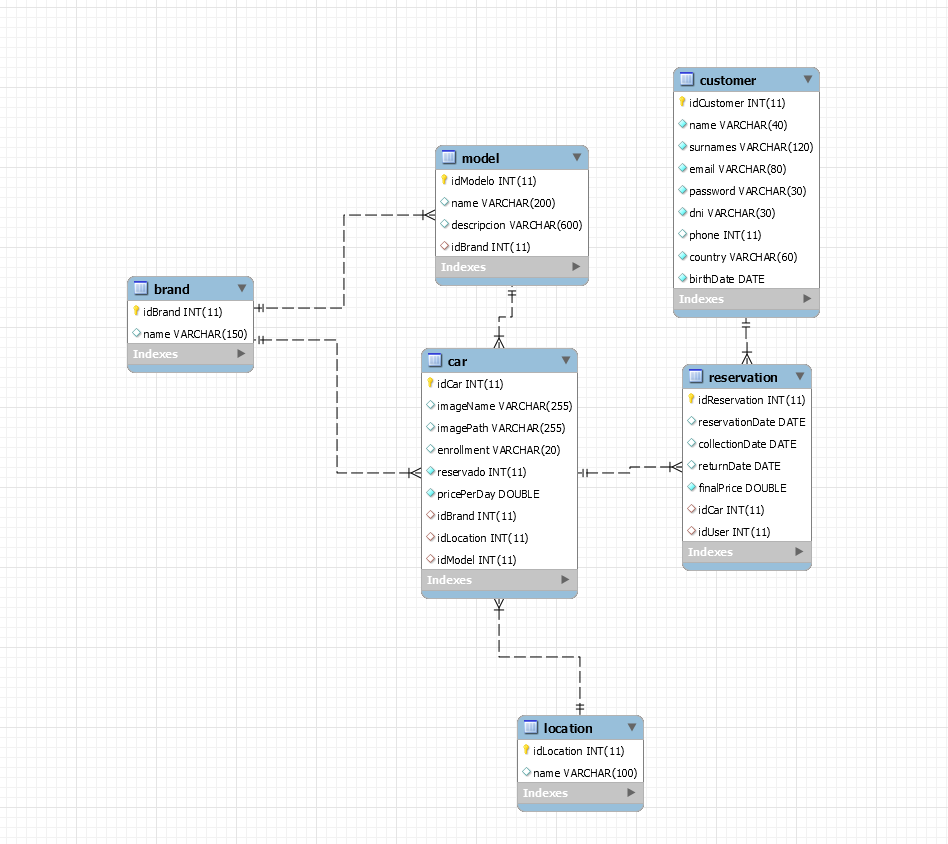 customer
idCustomer INT(11)
name VARCHAR(40)
surnames VARCHAR(120)
email VARCHAR(80)
password VARCHAR(30)
dni VARCHAR(30)
phone INT(11)
country VARCHAR(60)
birthDate DATE
Indexes
model
idModelo INT(11)
name VARCHAR(200)
descripcion VARCHAR(600)
idBrand INT(11)
Indexes
brand
idBrand INT(11)
name VARCHAR(150)
Indexes
car
idCar INT(11)
imageName VARCHAR(255)
imagePath VARCHAR(255)
enrollment VARCHAR(20)
reservado INT(11)
pricePerDay DOUBLE
idBrand INT(11)
idLocation INT(11)
idModel INT(11)
Indexes
reservation
idReservation INT(11)
reservationDate DATE
collectionDate DATE
returnDate DATE
finalPrice DOUBLE
idCar INT(11)
idUser INT(11)
Indexes
location
idLocation INT(11)
name VARCHAR(100)
Indexes